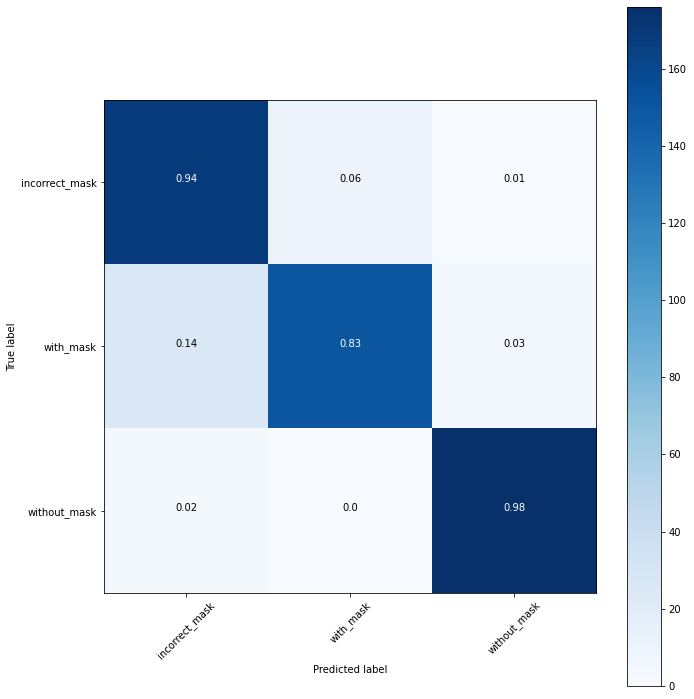 160
140
120
100
80
60
40
20
0
True label
incorrect_mask
0.94 0.06 0.01
with_mask
0.14 0.83 0.03
without_mask
0.02 0.0 0.98
incorrect_mask
with_mask
without_mask
Predicted label